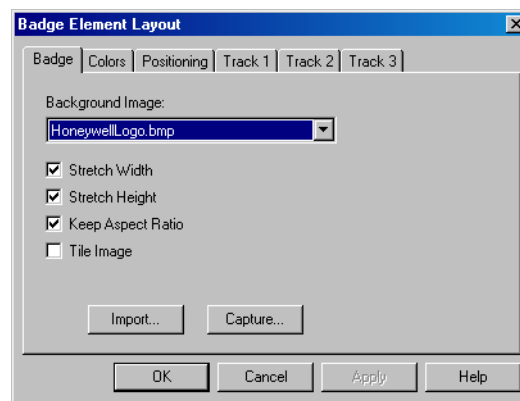 Badge Element Layout
Badge Colors Positioning Track 1 Track 2 Track 3
Background Image:
HoneywellLogo.bmp
Stretch Width
Stretch Height
Keep Aspect Ratio
Tile Image
Import... Capture...
OK Cancel Apply Help